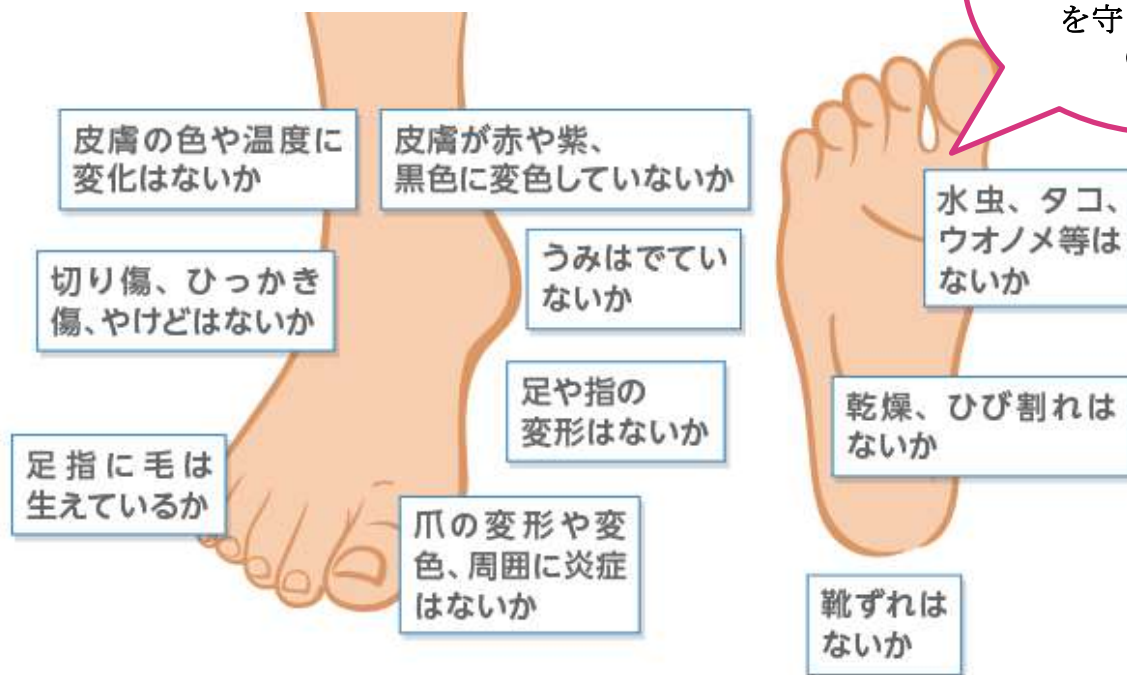 を守
皮膚の色や温度に
変化はないか
皮膚が赤や紫、
黒色に変色していないか
水虫、タコ、
ウオノメ等は
ないか
うみはでてい
ないか
切り傷、ひっかき
傷、やけどはないか
足や指の
変形はないか
乾燥、ひび割れは
ないか
足指に毛は
生えているか
爪の変形や変
色、周囲に炎症
はないか
靴ずれは
ないか